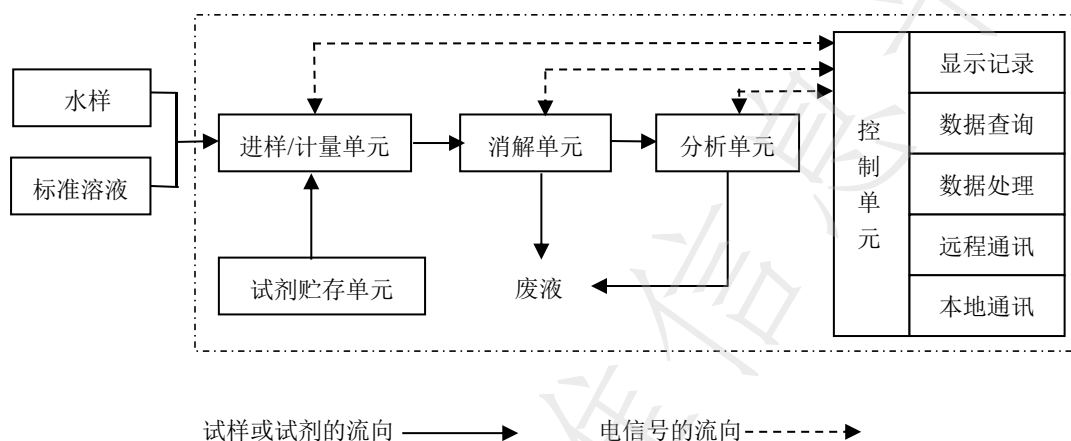 水样
标准溶液
进样/计量单元
消解单元
分析单元
试剂贮存单元
废液
控制单元
显示记录
数据查询
数据处理
远程通讯
本地通讯
试样或试剂的流向
电信号的流向